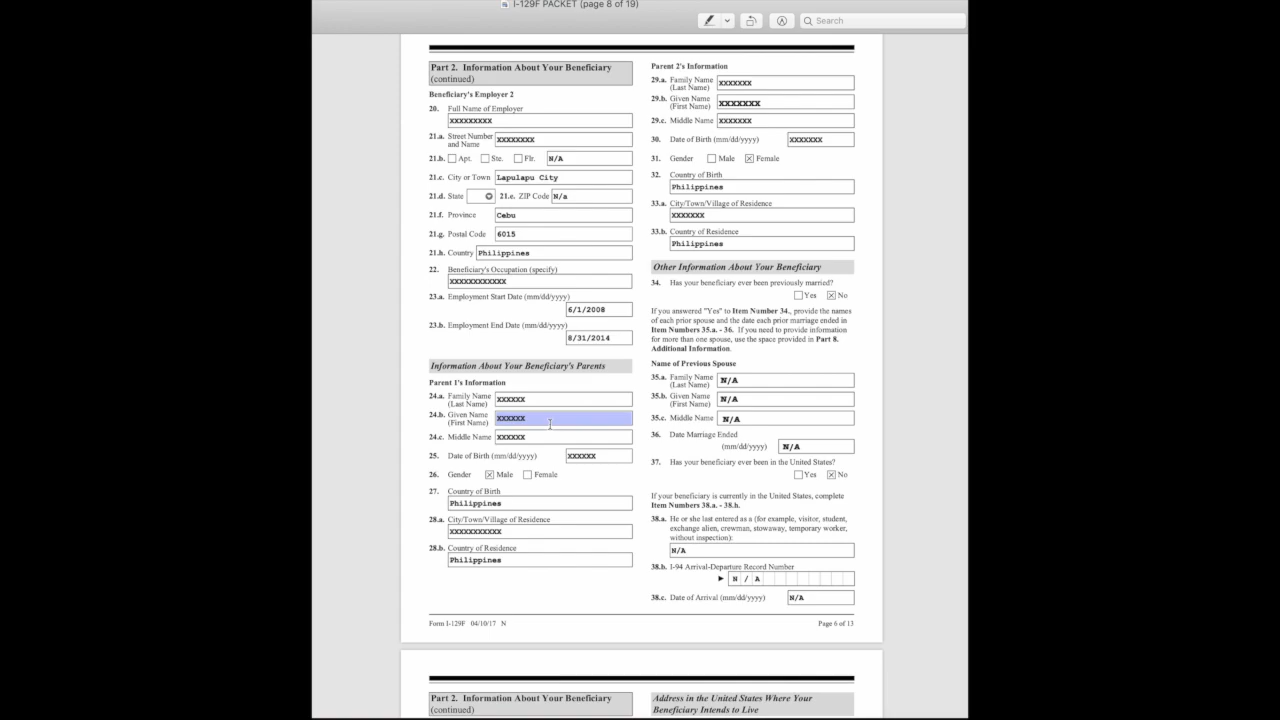 I-129F PACKET (page 8 of 19)
Search
Part 2. Information About Your Beneficiary
(continued)
Beneficiary's Employer 2
20. Full Name of Employer
XXXXXXXXX
21.a. Street Number
and Name
XXXXXXXX
21.b. Apt. Ste. Flr. N/A
21.c. City or Town Lapulapu City
21.d. State 21.e. ZIP Code N/a
21.f. Province Cebu
21.g. Postal Code 6015
21.h. Country Philippines
22. Beneficiary's Occupation (specify)
XXXXXXXXXXXX
23.a. Employment Start Date (mm/dd/yyyy)
6/1/2008
23.b. Employment End Date (mm/dd/yyyy)
8/31/2014
Information About Your Beneficiary's Parents
Parent 1's Information
24.a. Family Name
(Last Name)
XXXXXX
24.b. Given Name
(First Name)
XXXXXX
24.c. Middle Name XXXXXX
25. Date of Birth (mm/dd/yyyy) XXXXXX
26. Gender X Male Female
27. Country of Birth
Philippines
28.a. City/Town/Village of Residence
XXXXXXXXXXX
28.b. Country of Residence
Philippines
Parent 2's Information
29.a. Family Name
(Last Name)
XXXXXXX
29.b. Given Name
(First Name)
XXXXXXX
29.c. Middle Name XXXXXXX
30. Date of Birth (mm/dd/yyyy) XXXXXXX
31. Gender Male X Female
32. Country of Birth
Philippines
33.a. City/Town/Village of Residence
XXXXXXX
33.b. Country of Residence
Philippines
Other Information About Your Beneficiary
34. Has your beneficiary ever been previously married?
Yes X No
If you answered "Yes" to Item Number 34., provide the names
of each prior spouse and the date each prior marriage ended in
Item Numbers 35.a. - 36. If you need to provide information
for more than one spouse, use the space provided in Part 8.
Additional Information.
Name of Previous Spouse
35.a. Family Name
(Last Name)
N/A
35.b. Given Name
(First Name)
N/A
35.c. Middle Name N/A
36. Date Marriage Ended
(mm/dd/yyyy) N/A
37. Has your beneficiary ever been in the United States?
Yes X No
If your beneficiary is currently in the United States, complete
Item Numbers 38.a. - 38.h.
38.a. He or she last entered as a (for example, visitor, student,
exchange alien, crewman, stowaway, temporary worker,
without inspection):
N/A
38.b. I-94 Arrival-Departure Record Number
N / A
38.c. Date of Arrival (mm/dd/yyyy) N/A
Form I-129F 04/10/17 N
Page 6 of 13
Part 2. Information About Your Beneficiary
(continued)
Address in the United States Where Your
Beneficiary Intends to Live